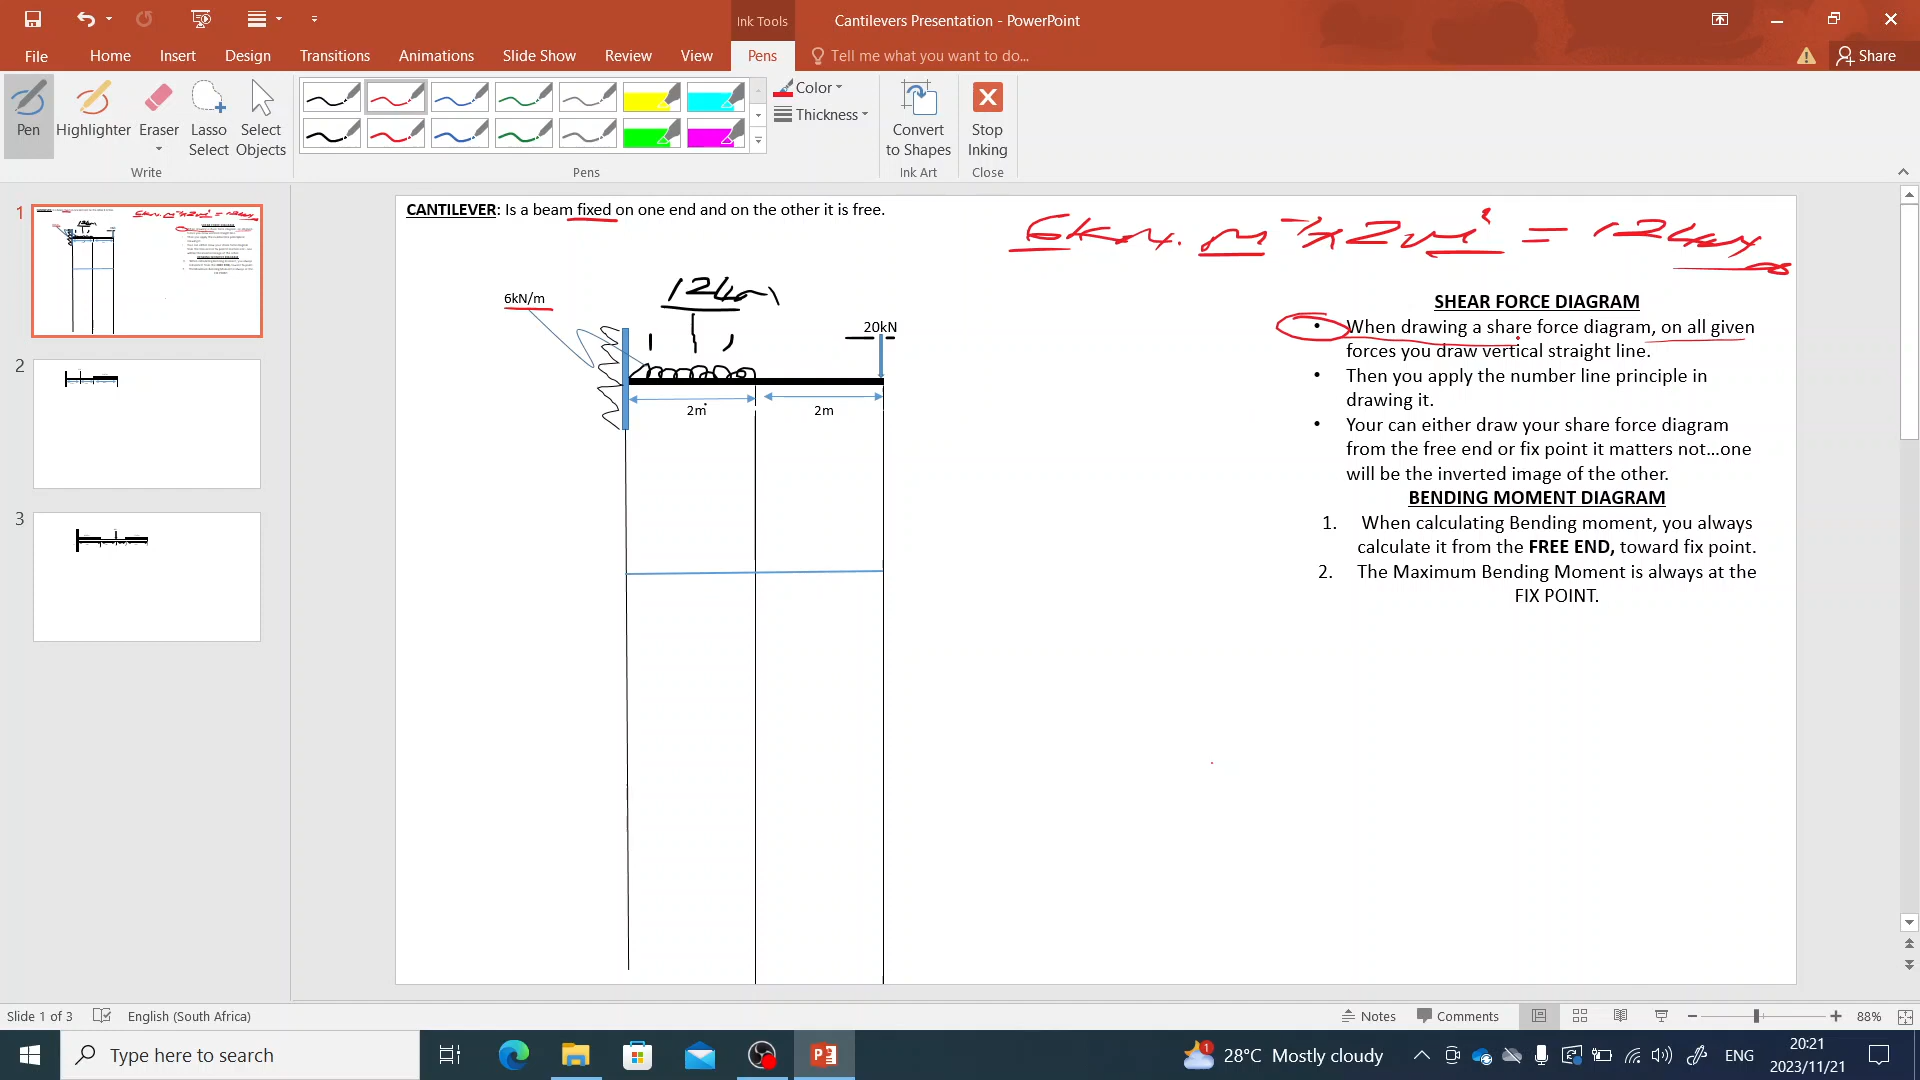 Ink Tools
Cantilevers Presentation - PowerPoint
File Home Insert Design Transitions Animations Slide Show Review View Pens Tell me what you want to do... Share
Pen Highlighter Eraser Lasso Select Select Objects
Color
Thickness
Convert to Shapes
Stop Inking
Write Pens Ink Art Close
1
2
3
CANTILEVER: Is a beam fixed on one end and on the other it is free.
6kN.m⁻¹x2m¹ = 12kN
12kN
6kN/m
20kN
2m 2m
SHEAR FORCE DIAGRAM
• When drawing a share force diagram, on all given
forces you draw vertical straight line.
• Then you apply the number line principle in
drawing it.
• Your can either draw your share force diagram
from the free end or fix point it matters not...one
will be the inverted image of the other.
BENDING MOMENT DIAGRAM
1. When calculating Bending moment, you always
calculate it from the FREE END, toward fix point.
2. The Maximum Bending Moment is always at the
FIX POINT.
Slide 1 of 3 English (South Africa) Notes Comments 88%
Type here to search 28°C Mostly cloudy ENG 20:21
2023/11/21